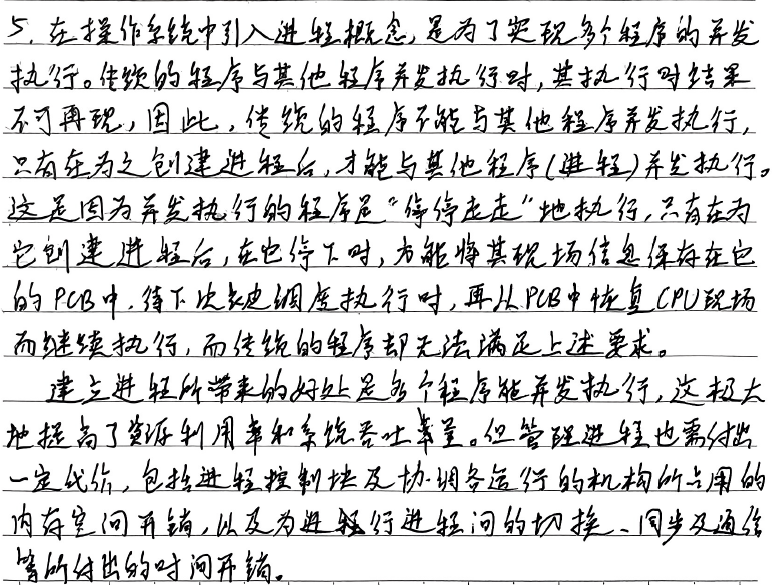 5. 在操作系统中引入进程概念,是为了实现多个程序的并发
执行。传统的程序与其他程序并发执行时,其执行时结果
不可再现,因此,传统的程序不能与其他程序并发执行,
只有在为之创建进程后,才能与其他程序(进程)并发执行。
这是因为并发执行的程序是“停停走走”地执行,只有在为
它创建进程后,在它停下时,方能将其现场信息保存在它
的PCB中,待下次被调度执行时,再从PCB中恢复CPU现场
而继续执行,而传统的程序却无法满足上述要求。
建立进程所带来的好处是多个程序能并发执行,这极大
地提高了资源利用率和系统吞吐量。但管理进程也需付出
一定代价,包括进程控制块及协调各运行的机构所占用的
内存空间开销,以及为进行进程间的切换、同步及通信
等所付出的时间开销。